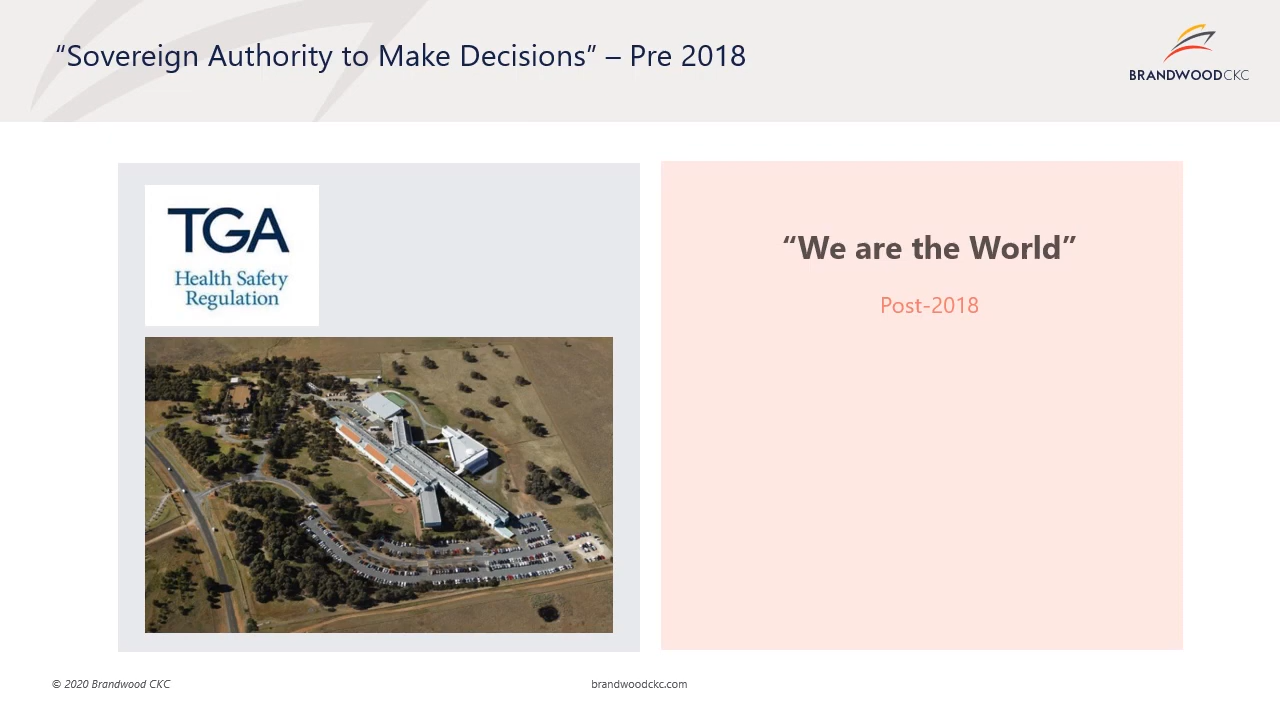 “Sovereign Authority to Make Decisions” – Pre 2018
BRANDWOODCKC
TGA
Health Safety
Regulation
“We are the World”
Post-2018
© 2020 Brandwood CKC
brandwoodckc.com